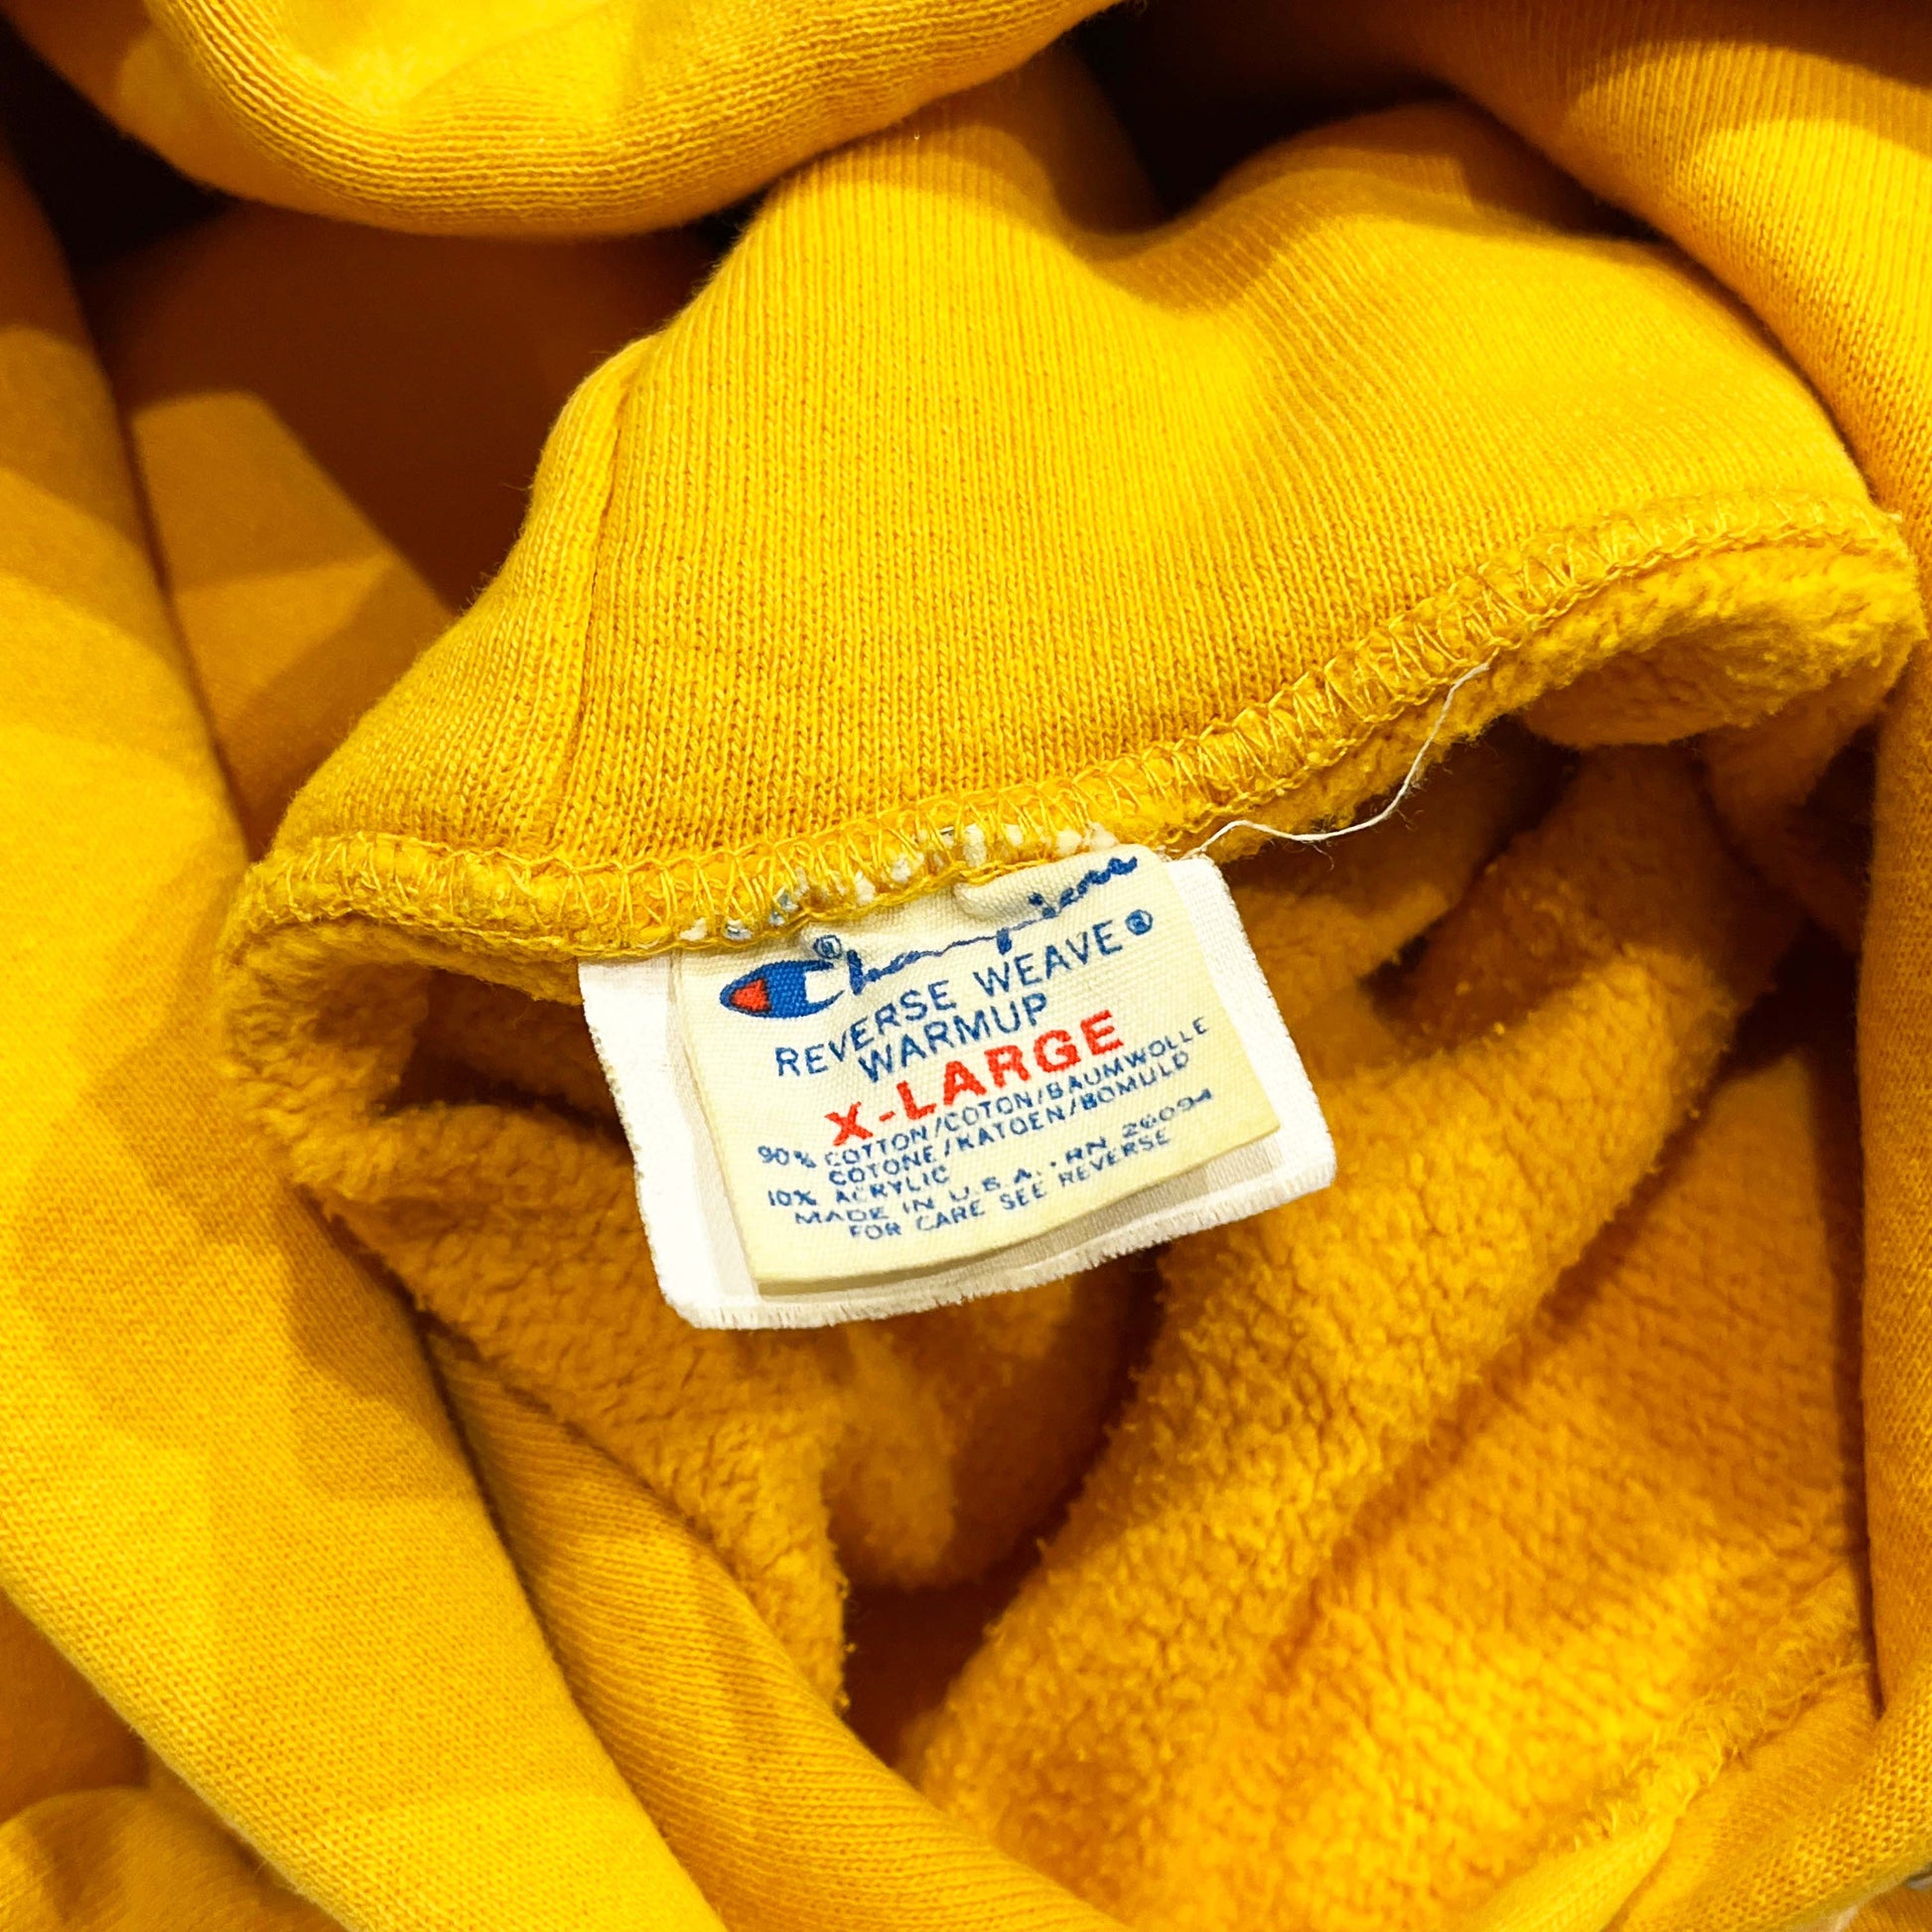 Champion®
REVERSE WEAVE®
WARMUP
X-LARGE
90% COTTON/COTON/BAUMWOLLE
COTONE/KATOEN/BOMULD
10% ACRYLIC
MADE IN U.S.A. · RN 26094
FOR CARE SEE REVERSE